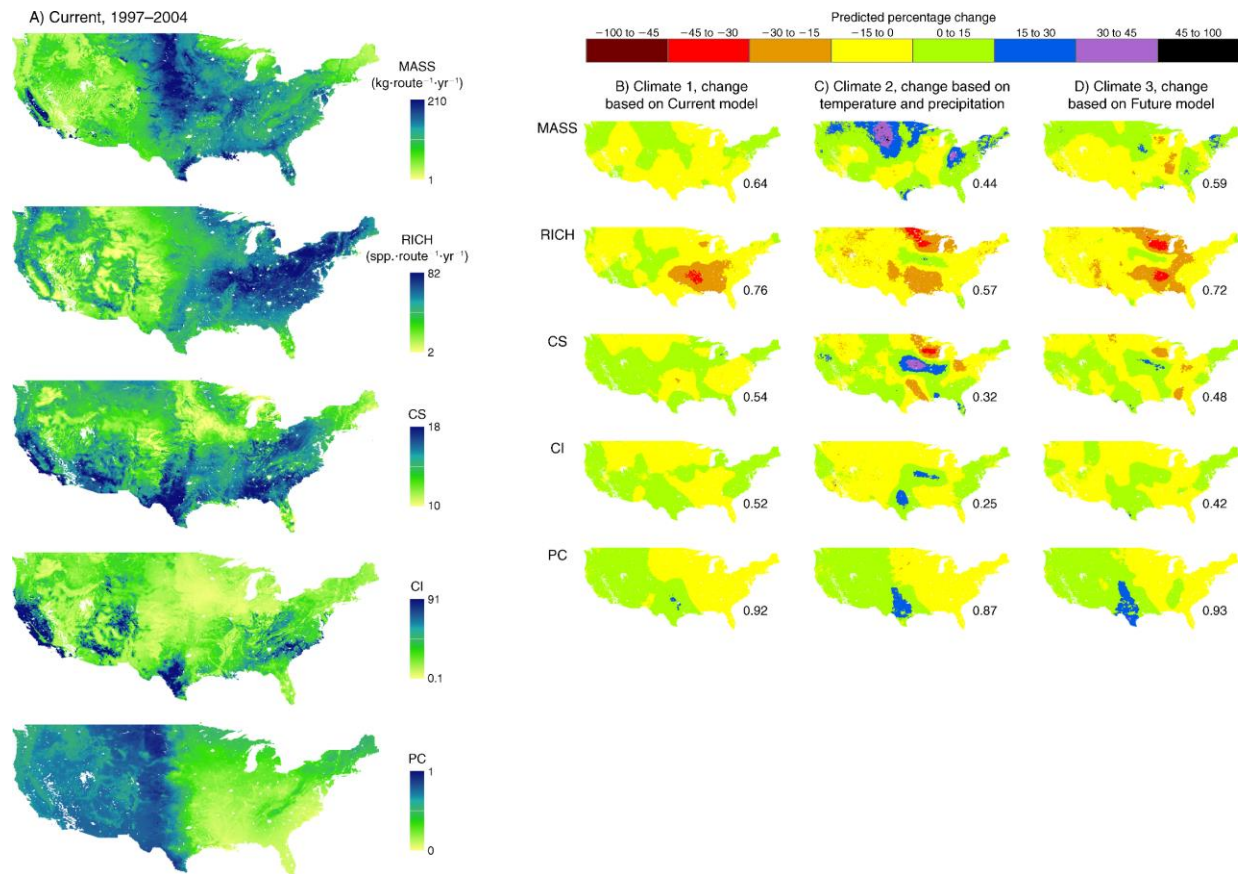 A) Current, 1997–2004
MASS
(kg·route⁻¹·yr⁻¹)
210
1
RICH
(spp.·route⁻¹·yr⁻¹)
82
2
CS
18
10
CI
91
0.1
PC
1
0
Predicted percentage change
−100 to −45 −45 to −30 −30 to −15 −15 to 0 0 to 15 15 to 30 30 to 45 45 to 100
B) Climate 1, change
based on Current model
C) Climate 2, change based on
temperature and precipitation
D) Climate 3, change
based on Future model
MASS
0.64 0.44 0.59
RICH
0.76 0.57 0.72
CS
0.54 0.32 0.48
CI
0.52 0.25 0.42
PC
0.92 0.87 0.93